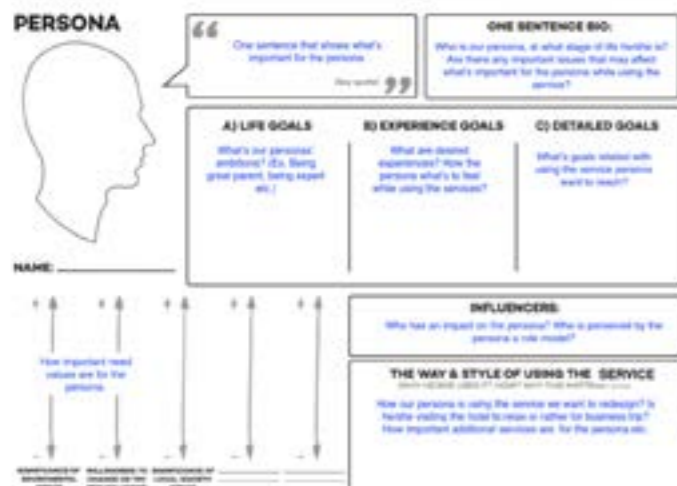 PERSONA
One sentence that shows what's
important for the persona
ONE SENTENCE BIO:
Who is our persona, at what stage of life he/she is?
Are there any important issues that may affect
what's important for the persona while using the
service?
A) LIFE GOALS
What's our personas'
ambitions? (Ex. Being
great parent, being expert
etc.)
B) EXPERIENCE GOALS
What are desired
experiences? How the
persona what's to feel
while using the services?
C) DETAILED GOALS
What's goals related with
using the service persona
want to reach?
NAME:
How important need
values are for the
persona
INFLUENCERS:
Who has an impact on the persona? Who is perceived by the
persona a role model?
THE WAY & STYLE OF USING THE SERVICE
How our persona is using the service we want to redesign? Is
he/she visiting the hotel to relax or rather for business trip?
How important additional services are for the persona etc.
SIGNIFICANCE OF
WILLINGNESS TO
SIGNIFICANCE OF
LOCAL SOCIETY